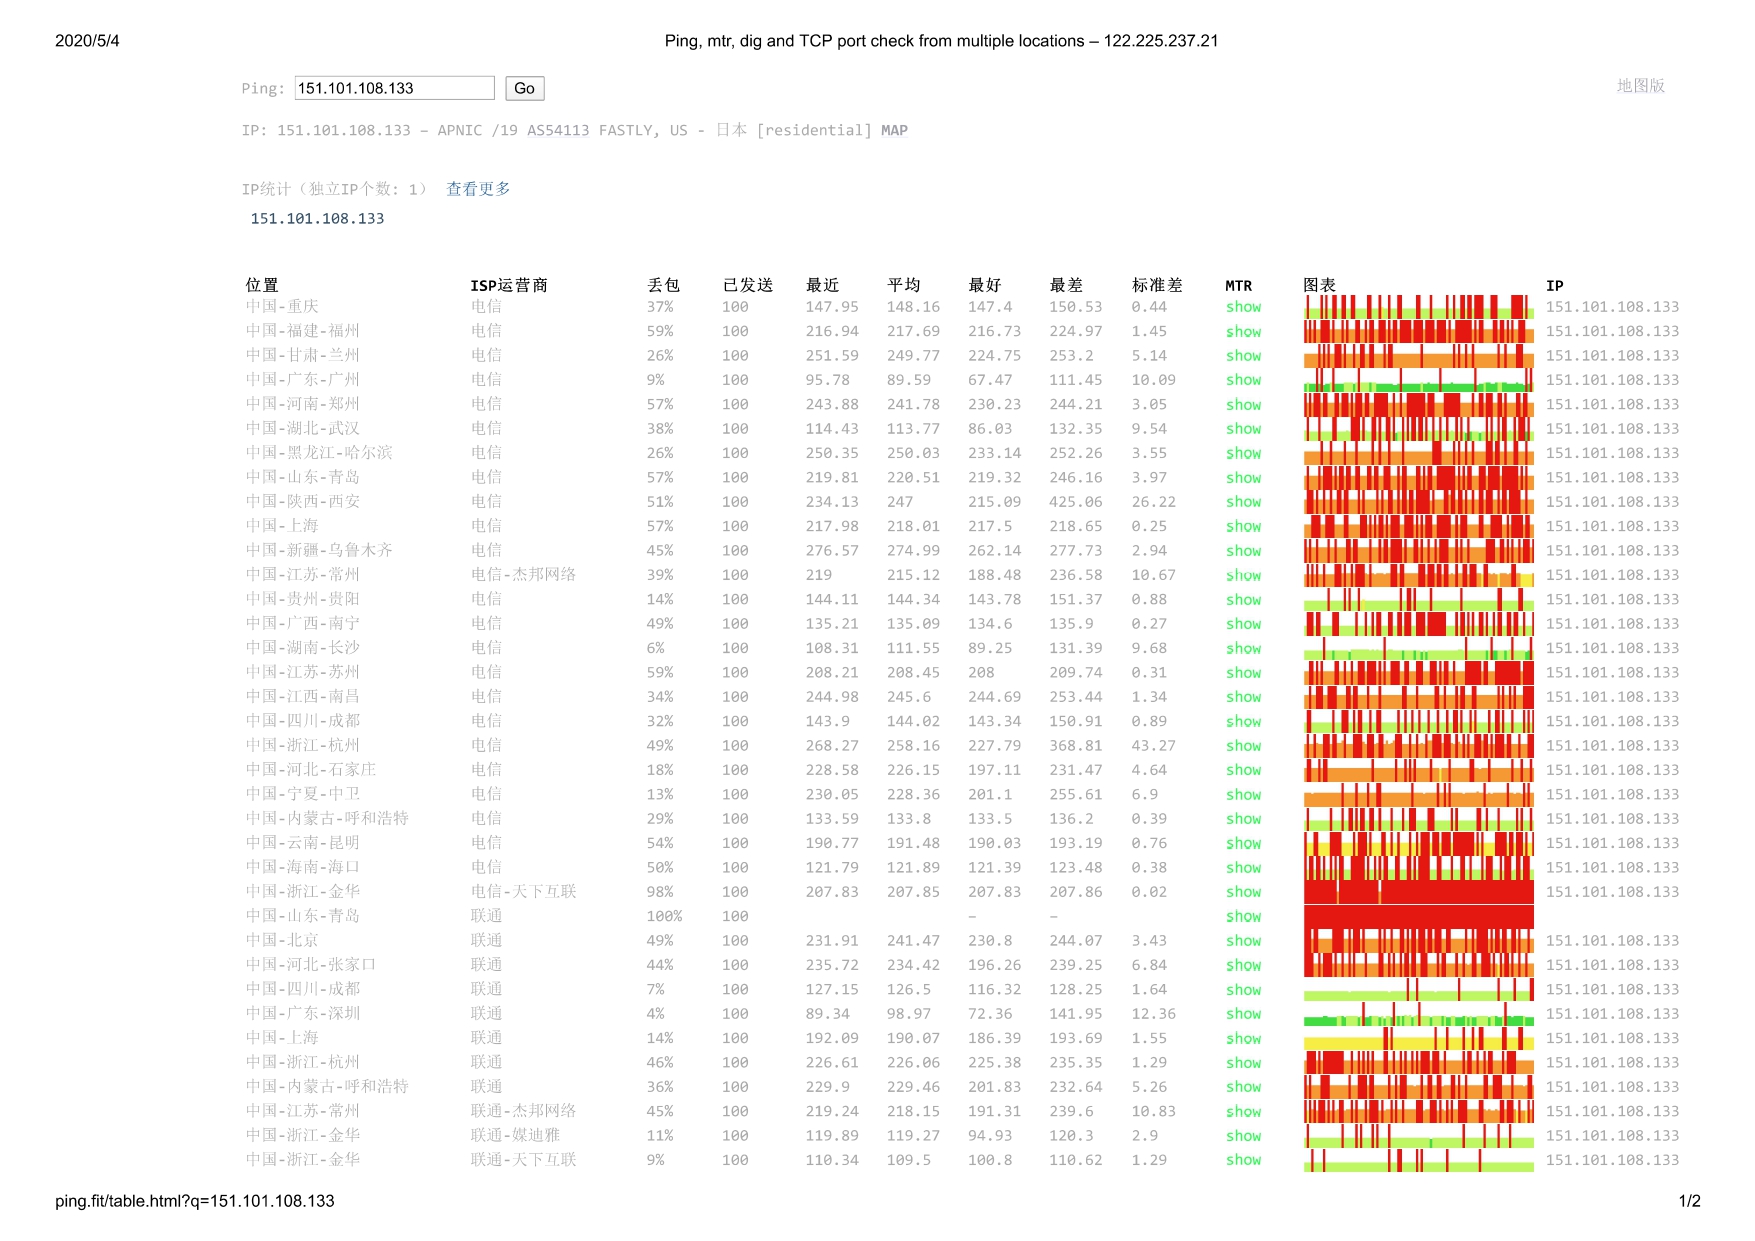 2020/5/4 Ping, mtr, dig and TCP port check from multiple locations – 122.225.237.21
Ping: 151.101.108.133 Go 地图版
IP: 151.101.108.133 – APNIC /19 AS54113 FASTLY, US - 日本 [residential] MAP
IP统计（独立IP个数: 1） 查看更多
151.101.108.133
位置 ISP运营商 丢包 已发送 最近 平均 最好 最差 标准差 MTR 图表 IP
中国-重庆 电信 37% 100 147.95 148.16 147.4 150.53 0.44 show 151.101.108.133
中国-福建-福州 电信 59% 100 216.94 217.69 216.73 224.97 1.45 show 151.101.108.133
中国-甘肃-兰州 电信 26% 100 251.59 249.77 224.75 253.2 5.14 show 151.101.108.133
中国-广东-广州 电信 9% 100 95.78 89.59 67.47 111.45 10.09 show 151.101.108.133
中国-河南-郑州 电信 57% 100 243.88 241.78 230.23 244.21 3.05 show 151.101.108.133
中国-湖北-武汉 电信 38% 100 114.43 113.77 86.03 132.35 9.54 show 151.101.108.133
中国-黑龙江-哈尔滨 电信 26% 100 250.35 250.03 233.14 252.26 3.55 show 151.101.108.133
中国-山东-青岛 电信 57% 100 219.81 220.51 219.32 246.16 3.97 show 151.101.108.133
中国-陕西-西安 电信 51% 100 234.13 247 215.09 425.06 26.22 show 151.101.108.133
中国-上海 电信 57% 100 217.98 218.01 217.5 218.65 0.25 show 151.101.108.133
中国-新疆-乌鲁木齐 电信 45% 100 276.57 274.99 262.14 277.73 2.94 show 151.101.108.133
中国-江苏-常州 电信-杰邦网络 39% 100 219 215.12 188.48 236.58 10.67 show 151.101.108.133
中国-贵州-贵阳 电信 14% 100 144.11 144.34 143.78 151.37 0.88 show 151.101.108.133
中国-广西-南宁 电信 49% 100 135.21 135.09 134.6 135.9 0.27 show 151.101.108.133
中国-湖南-长沙 电信 6% 100 108.31 111.55 89.25 131.39 9.68 show 151.101.108.133
中国-江苏-苏州 电信 59% 100 208.21 208.45 208 209.74 0.31 show 151.101.108.133
中国-江西-南昌 电信 34% 100 244.98 245.6 244.69 253.44 1.34 show 151.101.108.133
中国-四川-成都 电信 32% 100 143.9 144.02 143.34 150.91 0.89 show 151.101.108.133
中国-浙江-杭州 电信 49% 100 268.27 258.16 227.79 368.81 43.27 show 151.101.108.133
中国-河北-石家庄 电信 18% 100 228.58 226.15 197.11 231.47 4.64 show 151.101.108.133
中国-宁夏-中卫 电信 13% 100 230.05 228.36 201.1 255.61 6.9 show 151.101.108.133
中国-内蒙古-呼和浩特 电信 29% 100 133.59 133.8 133.5 136.2 0.39 show 151.101.108.133
中国-云南-昆明 电信 54% 100 190.77 191.48 190.03 193.19 0.76 show 151.101.108.133
中国-海南-海口 电信 50% 100 121.79 121.89 121.39 123.48 0.38 show 151.101.108.133
中国-浙江-金华 电信-天下互联 98% 100 207.83 207.85 207.83 207.86 0.02 show 151.101.108.133
中国-山东-青岛 联通 100% 100 – – show
中国-北京 联通 49% 100 231.91 241.47 230.8 244.07 3.43 show 151.101.108.133
中国-河北-张家口 联通 44% 100 235.72 234.42 196.26 239.25 6.84 show 151.101.108.133
中国-四川-成都 联通 7% 100 127.15 126.5 116.32 128.25 1.64 show 151.101.108.133
中国-广东-深圳 联通 4% 100 89.34 98.97 72.36 141.95 12.36 show 151.101.108.133
中国-上海 联通 14% 100 192.09 190.07 186.39 193.69 1.55 show 151.101.108.133
中国-浙江-杭州 联通 46% 100 226.61 226.06 225.38 235.35 1.29 show 151.101.108.133
中国-内蒙古-呼和浩特 联通 36% 100 229.9 229.46 201.83 232.64 5.26 show 151.101.108.133
中国-江苏-常州 联通-杰邦网络 45% 100 219.24 218.15 191.31 239.6 10.83 show 151.101.108.133
中国-浙江-金华 联通-媒迪雅 11% 100 119.89 119.27 94.93 120.3 2.9 show 151.101.108.133
中国-浙江-金华 联通-天下互联 9% 100 110.34 109.5 100.8 110.62 1.29 show 151.101.108.133
ping.fit/table.html?q=151.101.108.133 1/2